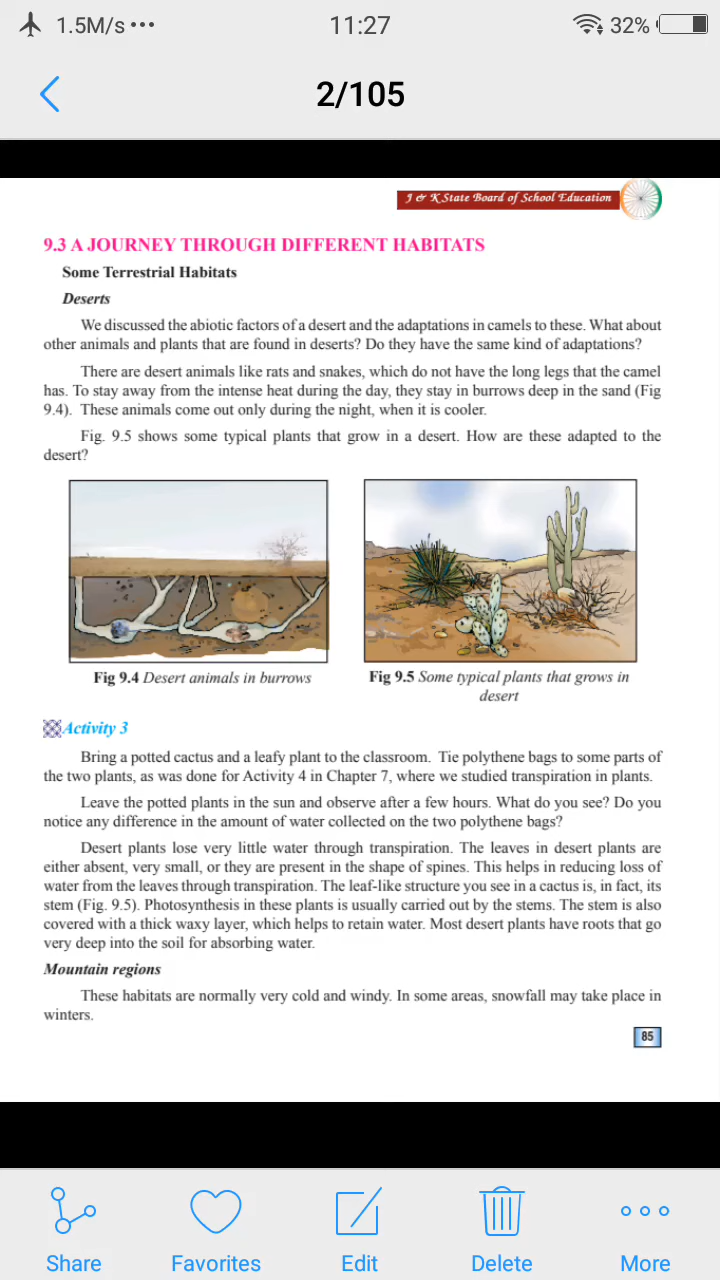 1.5M/s •••
11:27
32%
2/105
J & K State Board of School Education
9.3 A JOURNEY THROUGH DIFFERENT HABITATS
Some Terrestrial Habitats
Deserts
We discussed the abiotic factors of a desert and the adaptations in camels to these. What about
other animals and plants that are found in deserts? Do they have the same kind of adaptations?
There are desert animals like rats and snakes, which do not have the long legs that the camel
has. To stay away from the intense heat during the day, they stay in burrows deep in the sand (Fig
9.4). These animals come out only during the night, when it is cooler.
Fig. 9.5 shows some typical plants that grow in a desert. How are these adapted to the
desert?
Fig 9.4 Desert animals in burrows
Fig 9.5 Some typical plants that grows in
desert
Activity 3
Bring a potted cactus and a leafy plant to the classroom. Tie polythene bags to some parts of
the two plants, as was done for Activity 4 in Chapter 7, where we studied transpiration in plants.
Leave the potted plants in the sun and observe after a few hours. What do you see? Do you
notice any difference in the amount of water collected on the two polythene bags?
Desert plants lose very little water through transpiration. The leaves in desert plants are
either absent, very small, or they are present in the shape of spines. This helps in reducing loss of
water from the leaves through transpiration. The leaf-like structure you see in a cactus is, in fact, its
stem (Fig. 9.5). Photosynthesis in these plants is usually carried out by the stems. The stem is also
covered with a thick waxy layer, which helps to retain water. Most desert plants have roots that go
very deep into the soil for absorbing water.
Mountain regions
These habitats are normally very cold and windy. In some areas, snowfall may take place in
winters.
85
Share
Favorites
Edit
Delete
More